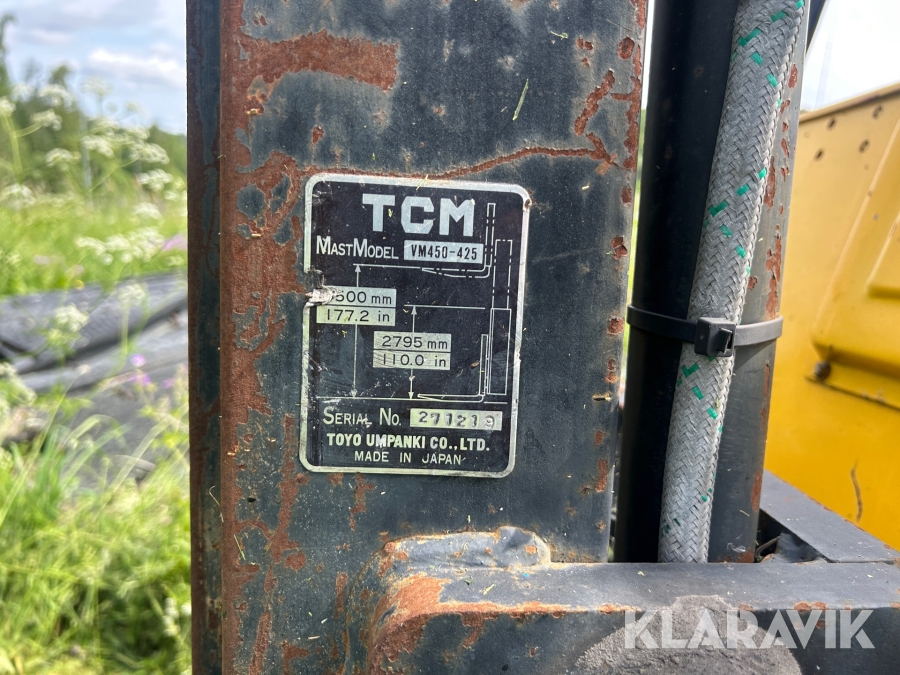 TCM
MAST MODEL VM450-425
500 mm
177.2 in
2795 mm
110.0 in
SERIAL NO. 271219
TOYO UMPANKI CO.,LTD.
MADE IN JAPAN
KLARAVIK